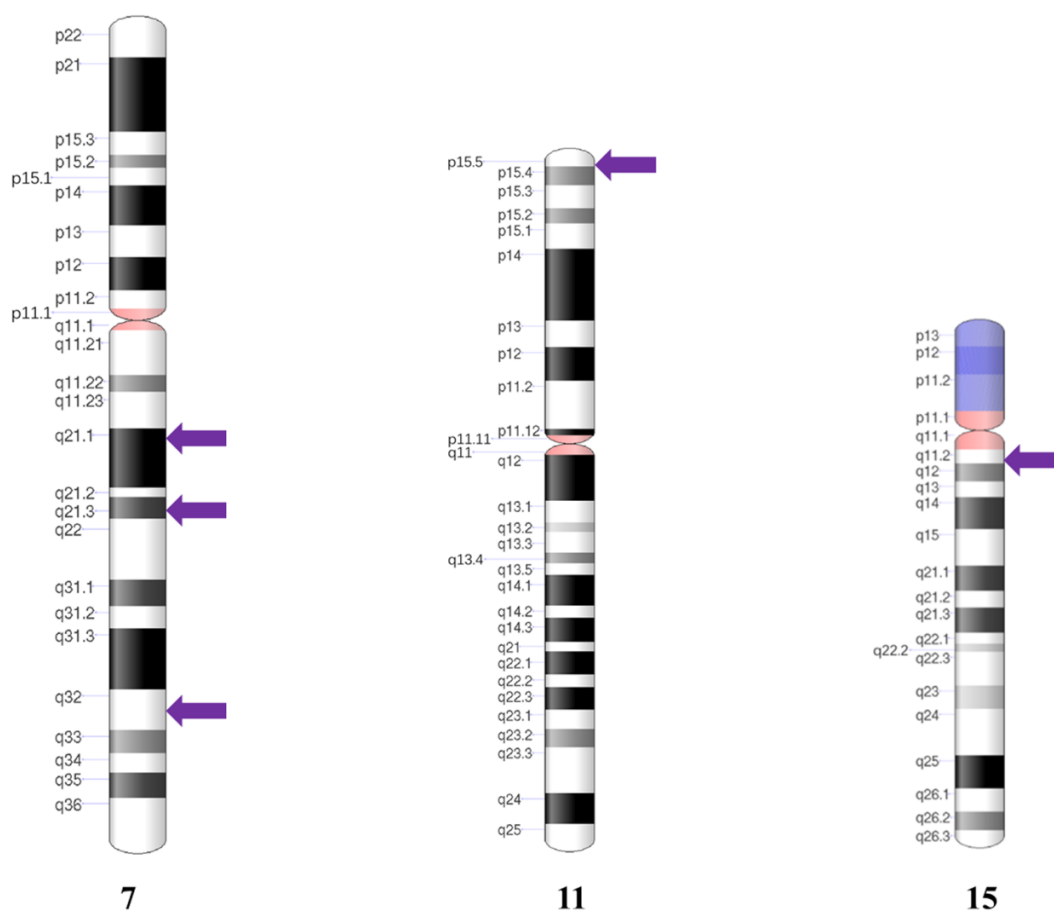 p22
p21
p15.3
p15.2
p15.1
p14
p13
p12
p11.2
p11.1
q11.1
q11.21
q11.22
q11.23
q21.1
q21.2
q21.3
q22
q31.1
q31.2
q31.3
q32
q33
q34
q35
q36
7
p15.5
p15.4
p15.3
p15.2
p15.1
p14
p13
p12
p11.2
p11.12
p11.11
q11
q12
q13.1
q13.2
q13.3
q13.4
q13.5
q14.1
q14.2
q14.3
q21
q22.1
q22.2
q22.3
q23.1
q23.2
q23.3
q24
q25
11
p13
p12
p11.2
p11.1
q11.1
q11.2
q12
q13
q14
q15
q21.1
q21.2
q21.3
q22.1
q22.2
q22.3
q23
q24
q25
q26.1
q26.2
q26.3
15